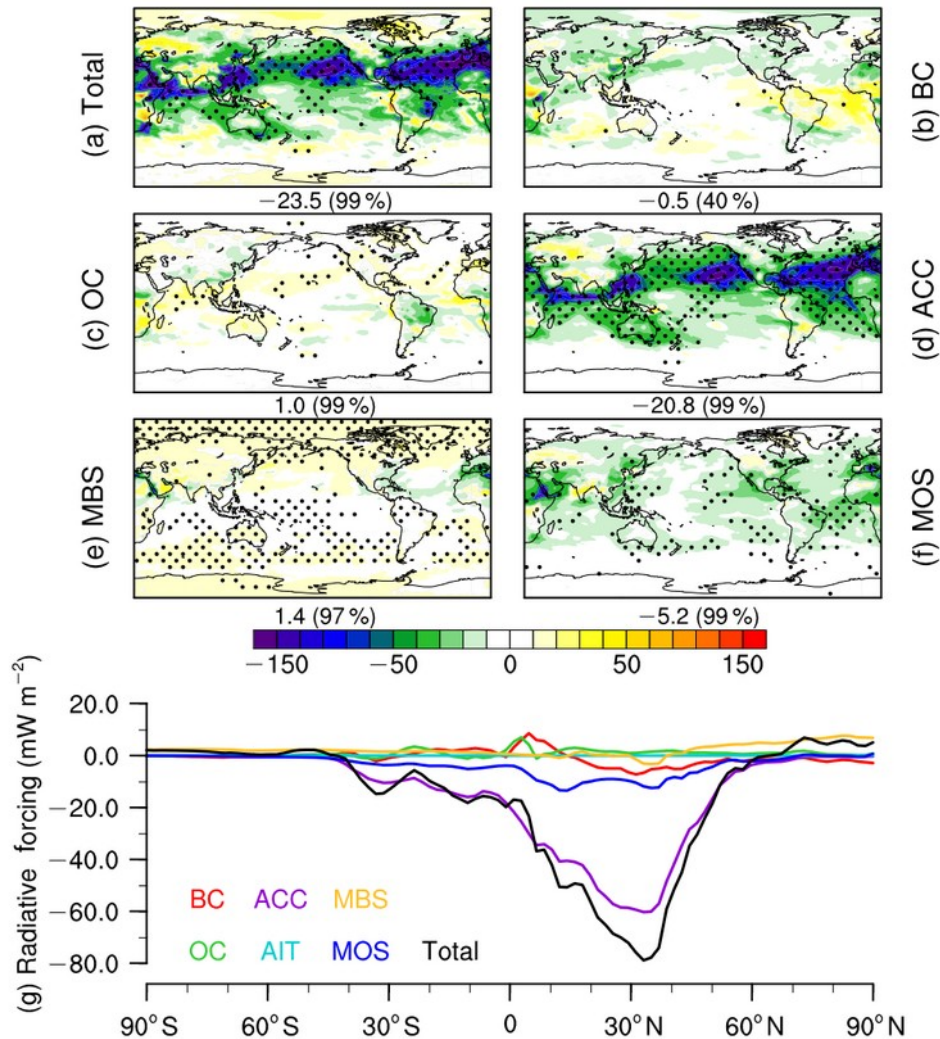 (a) Total
(b) BC
−23.5 (99 %)
−0.5 (40 %)
(c) OC
(d) ACC
1.0 (99 %)
−20.8 (99 %)
(e) MBS
(f) MOS
1.4 (97 %)
−5.2 (99 %)
−150 −50 0 50 150
(g) Radiative forcing (mW m−2)
20.0
0.0
−20.0
−40.0
−60.0
−80.0
BC ACC MBS
OC AIT MOS Total
90°S 60°S 30°S 0 30°N 60°N 90°N